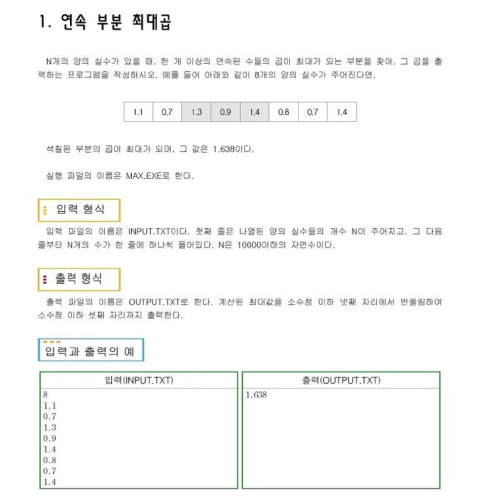 1. 연속 부분 최대곱
N개의 양의 실수가 있을 때, 한 개 이상의 연속된 수들의 곱이 최대가 되는 부분을 찾아, 그 곱을 출
력하는 프로그램을 작성하시오. 예를 들어 아래와 같이 8개의 양의 실수가 주어진다면,
1.1 0.7 1.3 0.9 1.4 0.8 0.7 1.4
색칠된 부분의 곱이 최대가 되며, 그 값은 1.638이다.
실행 파일의 이름은 MAX.EXE로 한다.
입력 형식
입력 파일의 이름은 INPUT.TXT이다. 첫째 줄은 나열된 양의 실수들의 개수 N이 주어지고, 그 다음
줄부터 N개의 수가 한 줄에 하나씩 들어있다. N은 10000이하의 자연수이다.
출력 형식
출력 파일의 이름은 OUTPUT.TXT로 한다. 계산된 최대값을 소수점 이하 넷째 자리에서 반올림하여
소수점 이하 셋째 자리까지 출력한다.
입력과 출력의 예
입력(INPUT.TXT) 출력(OUTPUT.TXT)
8 1.638
1.1
0.7
1.3
0.9
1.4
0.8
0.7
1.4